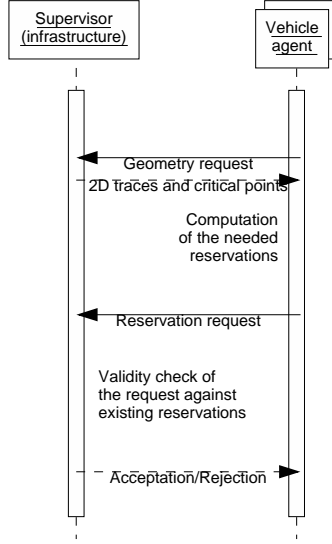 Supervisor
(infrastructure)
Vehicle
agent
Geometry request
2D traces and critical points
Computation
of the needed
reservations
Reservation request
Validity check of
the request against
existing reservations
Acceptation/Rejection